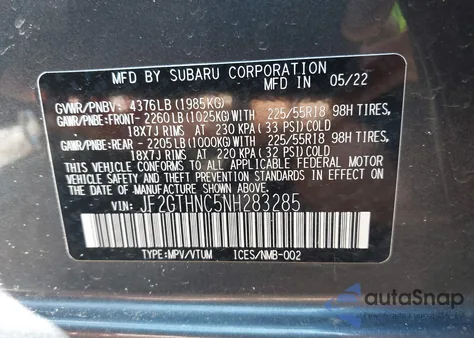 MFD BY SUBARU CORPORATION IN 05/22
GVWR/PNBV: 4376LB(1985KG)
GAWR/PNBE-FRONT- 2260LB(1025KG)WITH 225/55R18 98H TIRES,
18X7J RIMS AT 230 KPA (33 PSI)COLD
GAWR/PNBE-REAR - 2205LB(1000KG)WITH 225/55R18 98H TIRES,
18X7J RIMS AT 220 KPA (32 PSI)COLD
THIS VEHICLE CONFORMS TO ALL APPLICABLE FEDERAL MOTOR
VEHICLE SAFETY STANDARDS IN EFFECT ON THE DATE OF
MANUFACTURE SHOWN ABOVE.
VIN: JF2GTHNC5NH283285
TYPE:MPV/VTUM ICES/NMB-002
autoSnap
www.autosnap.com